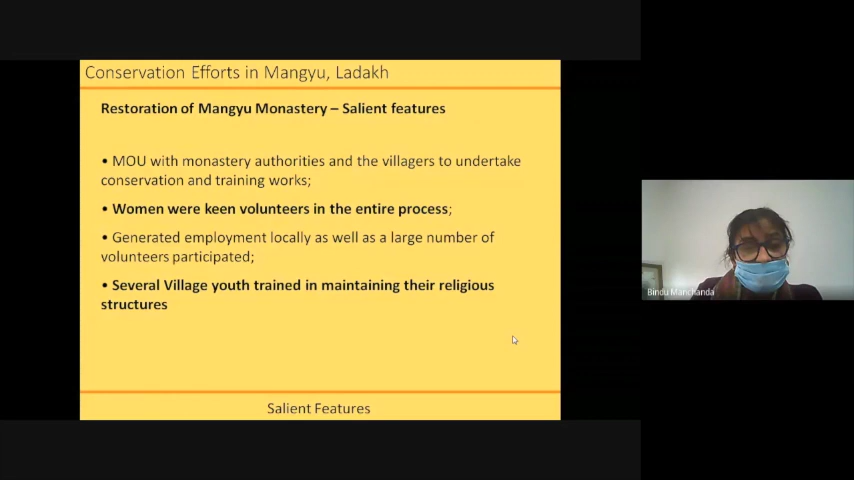 Conservation Efforts in Mangyu, Ladakh
Restoration of Mangyu Monastery – Salient features
• MOU with monastery authorities and the villagers to undertake
conservation and training works;
• Women were keen volunteers in the entire process;
• Generated employment locally as well as a large number of
volunteers participated;
• Several Village youth trained in maintaining their religious
structures
Salient Features
Bindu Manchanda